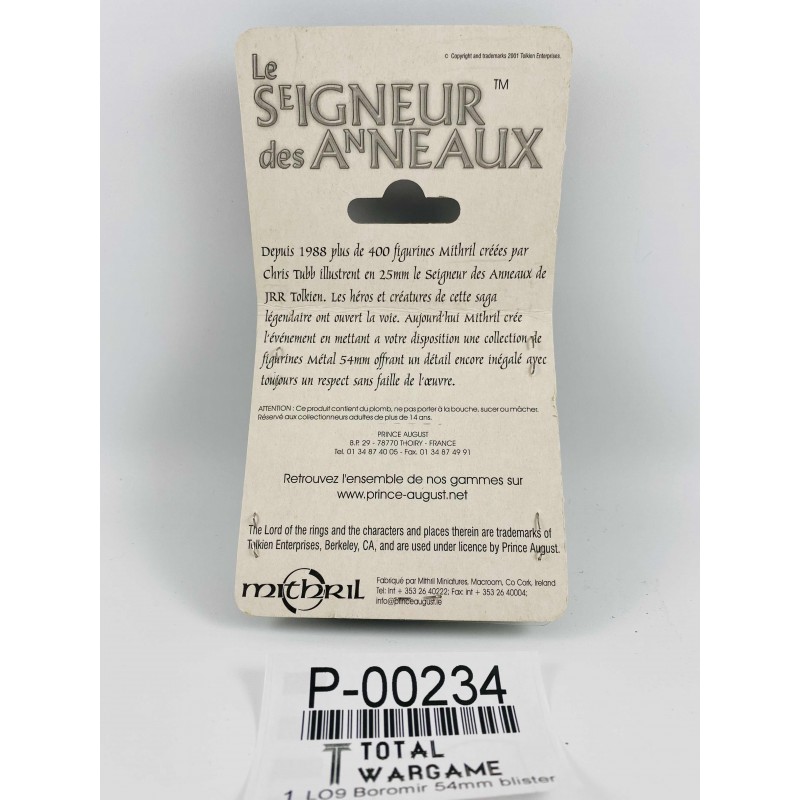 © Copyright and trademarks 2001 Tolkien Enterprises.
Le
SEIGNEUR TM
des ANNEAUX
Depuis 1988 plus de 400 figurines Mithril créées par
Chris Tubb illustrent en 25mm le Seigneur des Anneaux de
JRR Tolkien. Les héros et créatures de cette saga
légendaire ont ouvert la voie. Aujourd'hui Mithril crée
l'événement en mettant a votre disposition une collection de
figurines Métal 54mm offrant un détail encore inégalé avec
toujours un respect sans faille de l'œuvre.
ATTENTION : Ce produit contient du plomb, ne pas porter à la bouche, sucer ou mâcher.
Réservé aux collectionneurs adultes de plus de 14 ans.
PRINCE AUGUST
B.P. 29 - 78770 THOIRY - FRANCE
Tel. 01 34 87 40 05 - Fax. 01 34 87 49 91
Retrouvez l'ensemble de nos gammes sur
www.prince-august.net
The Lord of the rings and the characters and places therein are trademarks of
Tolkien Enterprises, Berkeley, CA, and are used under licence by Prince August.
mithril
Fabriqué par Mithril Miniatures, Macroom, Co Cork, Ireland
Tel: Int + 353 26 40222; Fax: int + 353 26 40004;
info@princeaugust.ie
P-00234
TOTAL
WARGAME
1 LO9 Boromir 54mm blister